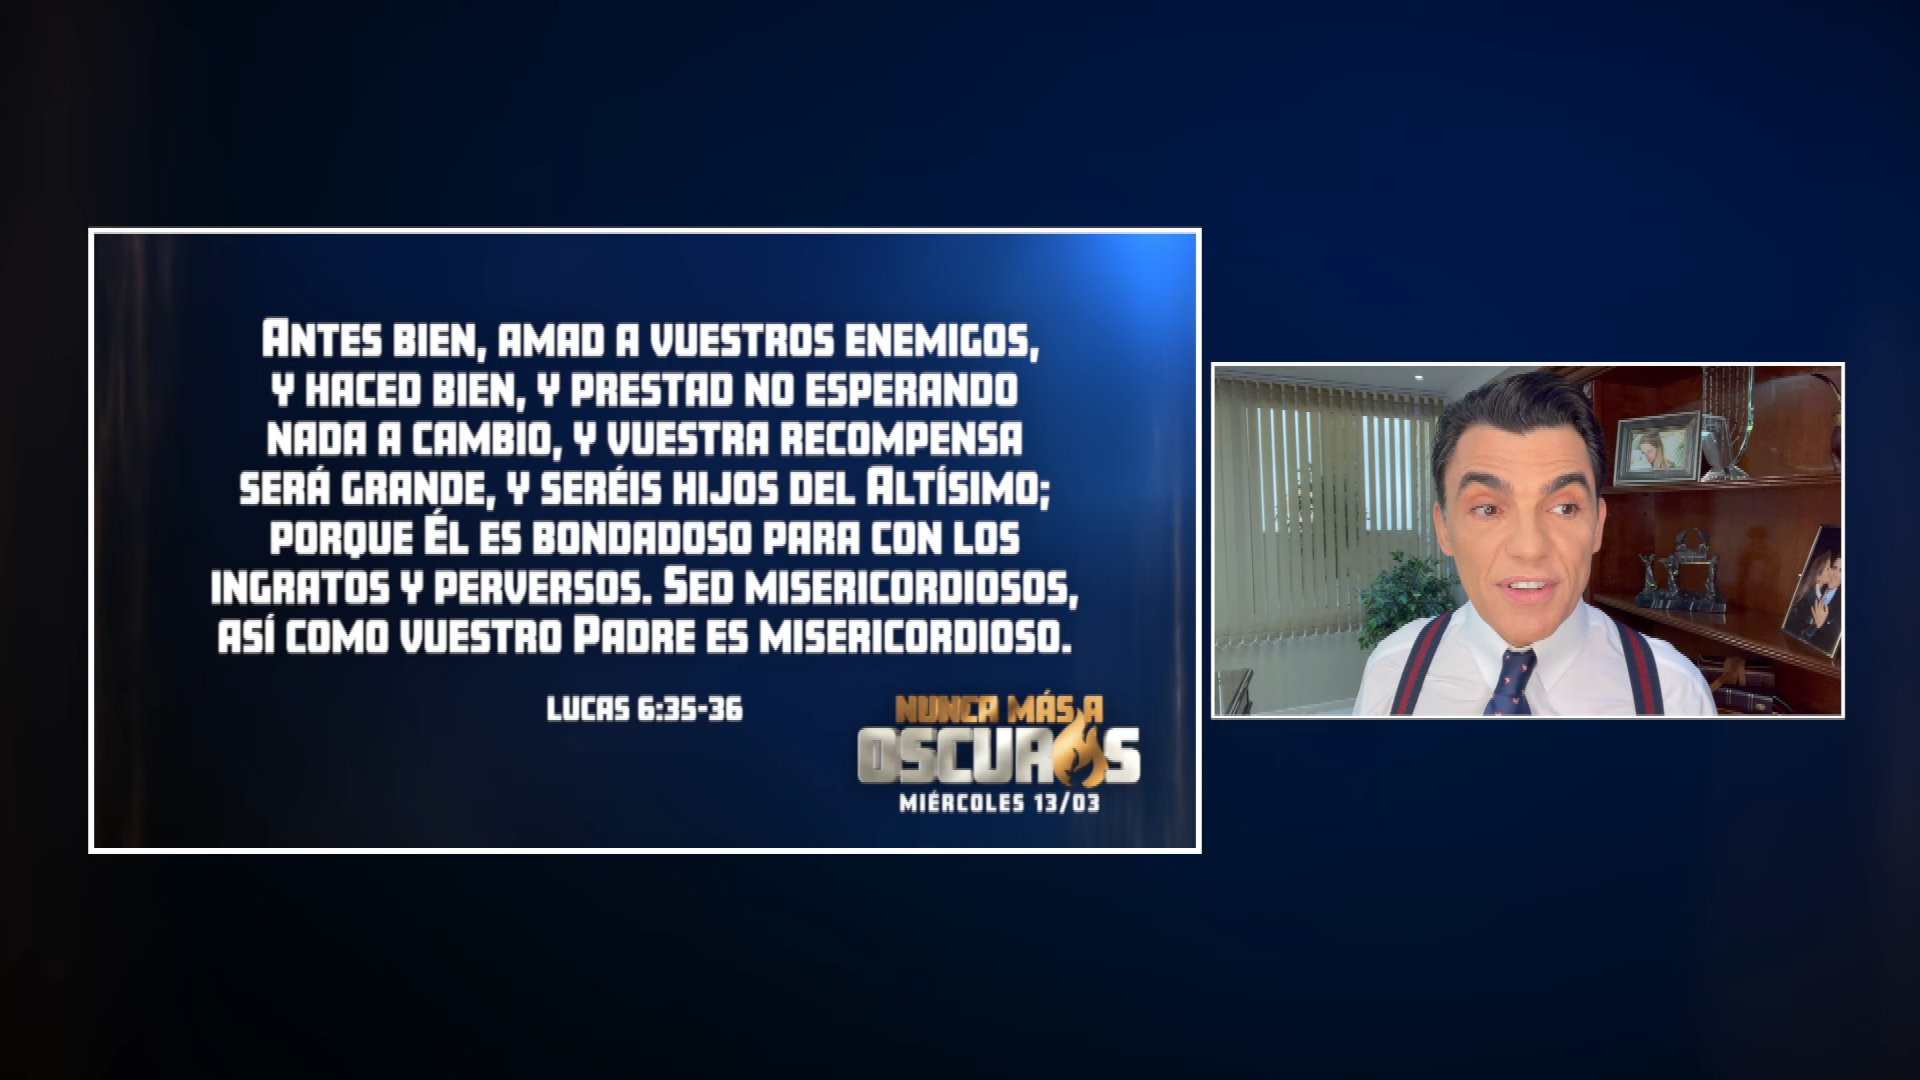 Antes bien, amad a vuestros enemigos,
y haced bien, y prestad no esperando
nada a cambio, y vuestra recompensa
será grande, y seréis hijos del Altísimo;
porque Él es bondadoso para con los
ingratos y perversos. Sed misericordiosos,
así como vuestro Padre es misericordioso.
LUCAS 6:35-36
NUNCA MÁS A
OSCURAS
MIÉRCOLES 13/03